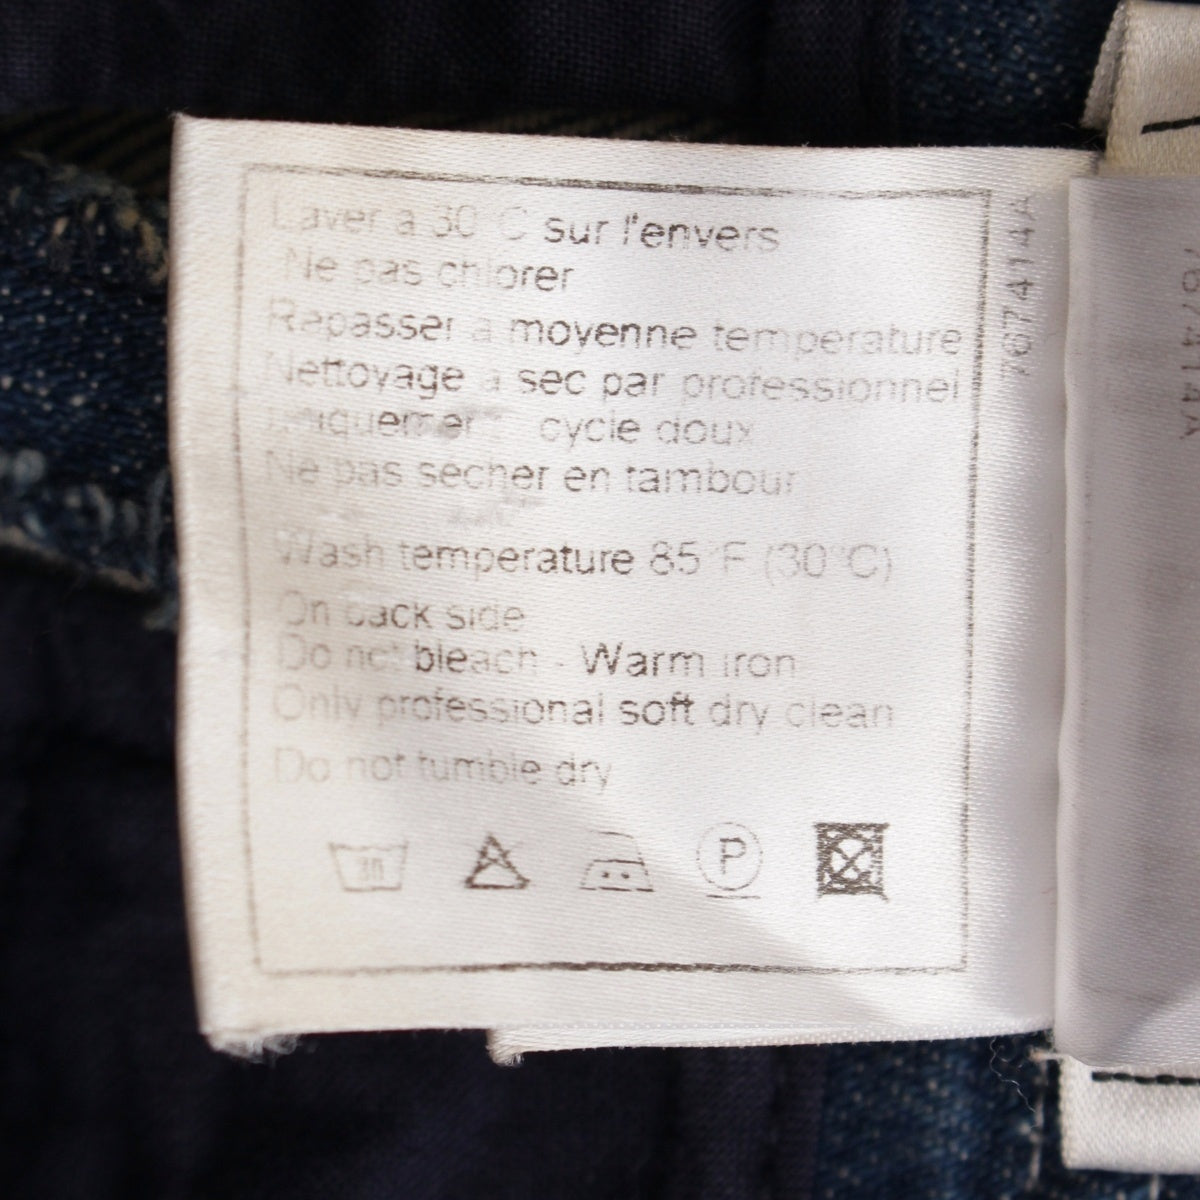 Laver a 30°C sur l'envers
Ne pas chlorer
Repasser a moyenne temperature
Nettoyage a sec par professionnel
Uniquement cycle doux
Ne pas secher en tambour
Wash temperature 85°F (30°C)
On back side
Do not bleach - Warm iron
Only professional soft dry clean
Do not tumble dry
30
P
7674144A